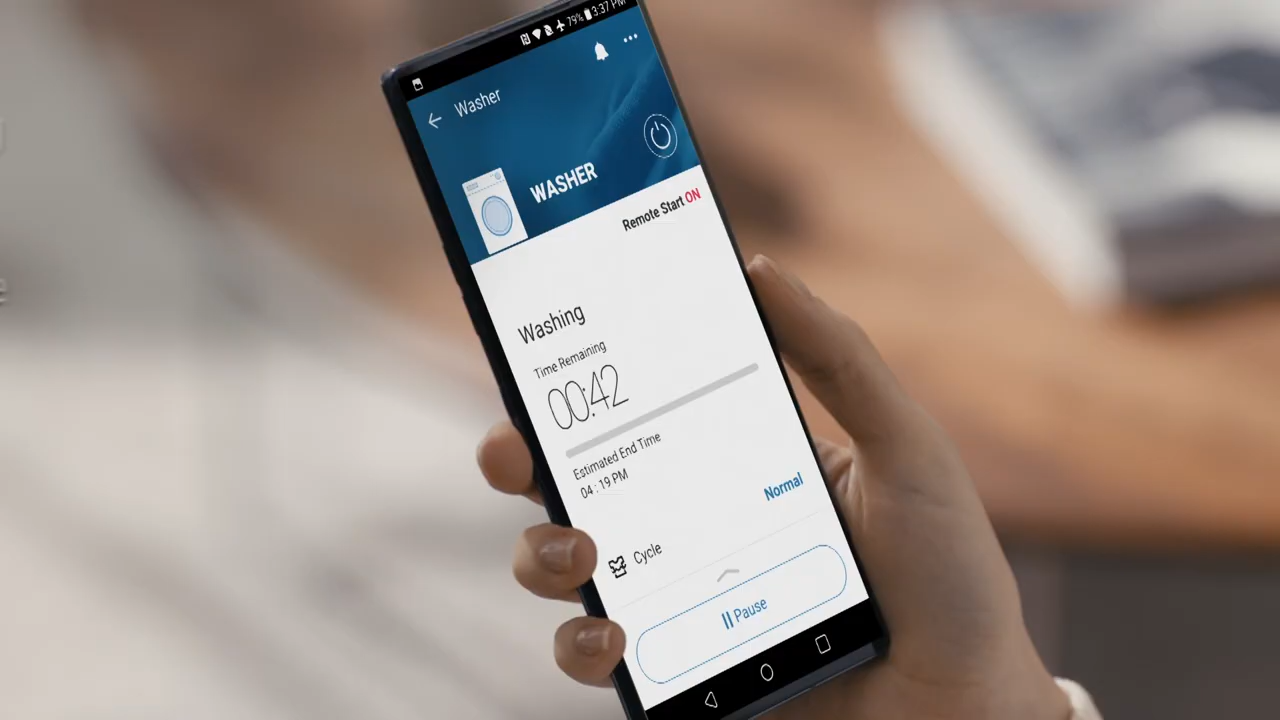 79% 3:37 PM
Washer
WASHER
Remote Start ON
Washing
Time Remaining
00:42
Estimated End Time
04 : 19 PM
Normal
Cycle
Pause